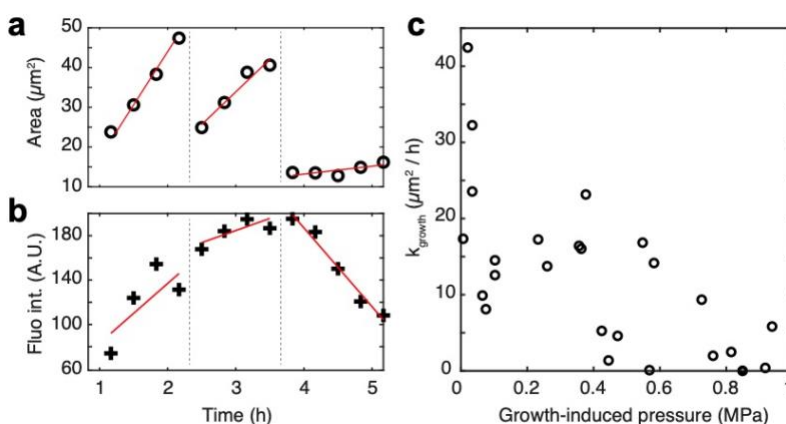 a
Area (μm²)
50
40
30
20
10
b
Fluo int. (A.U.)
180
140
100
60
1 2 3 4 5
Time (h)
c
k growth (μm² / h)
40
30
20
10
0
0 0.2 0.4 0.6 0.8 1
Growth-induced pressure (MPa)